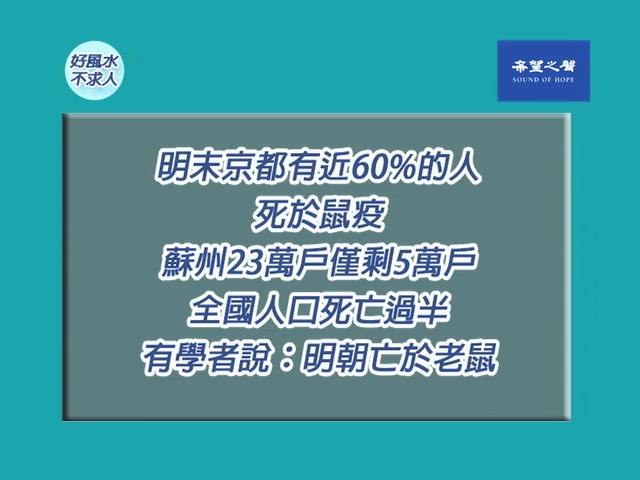 好風水
不求人
希望之聲
SOUND OF HOPE
明末京都有近60%的人
死於鼠疫
蘇州23萬戶僅剩5萬戶
全國人口死亡過半
有學者說：明朝亡於老鼠